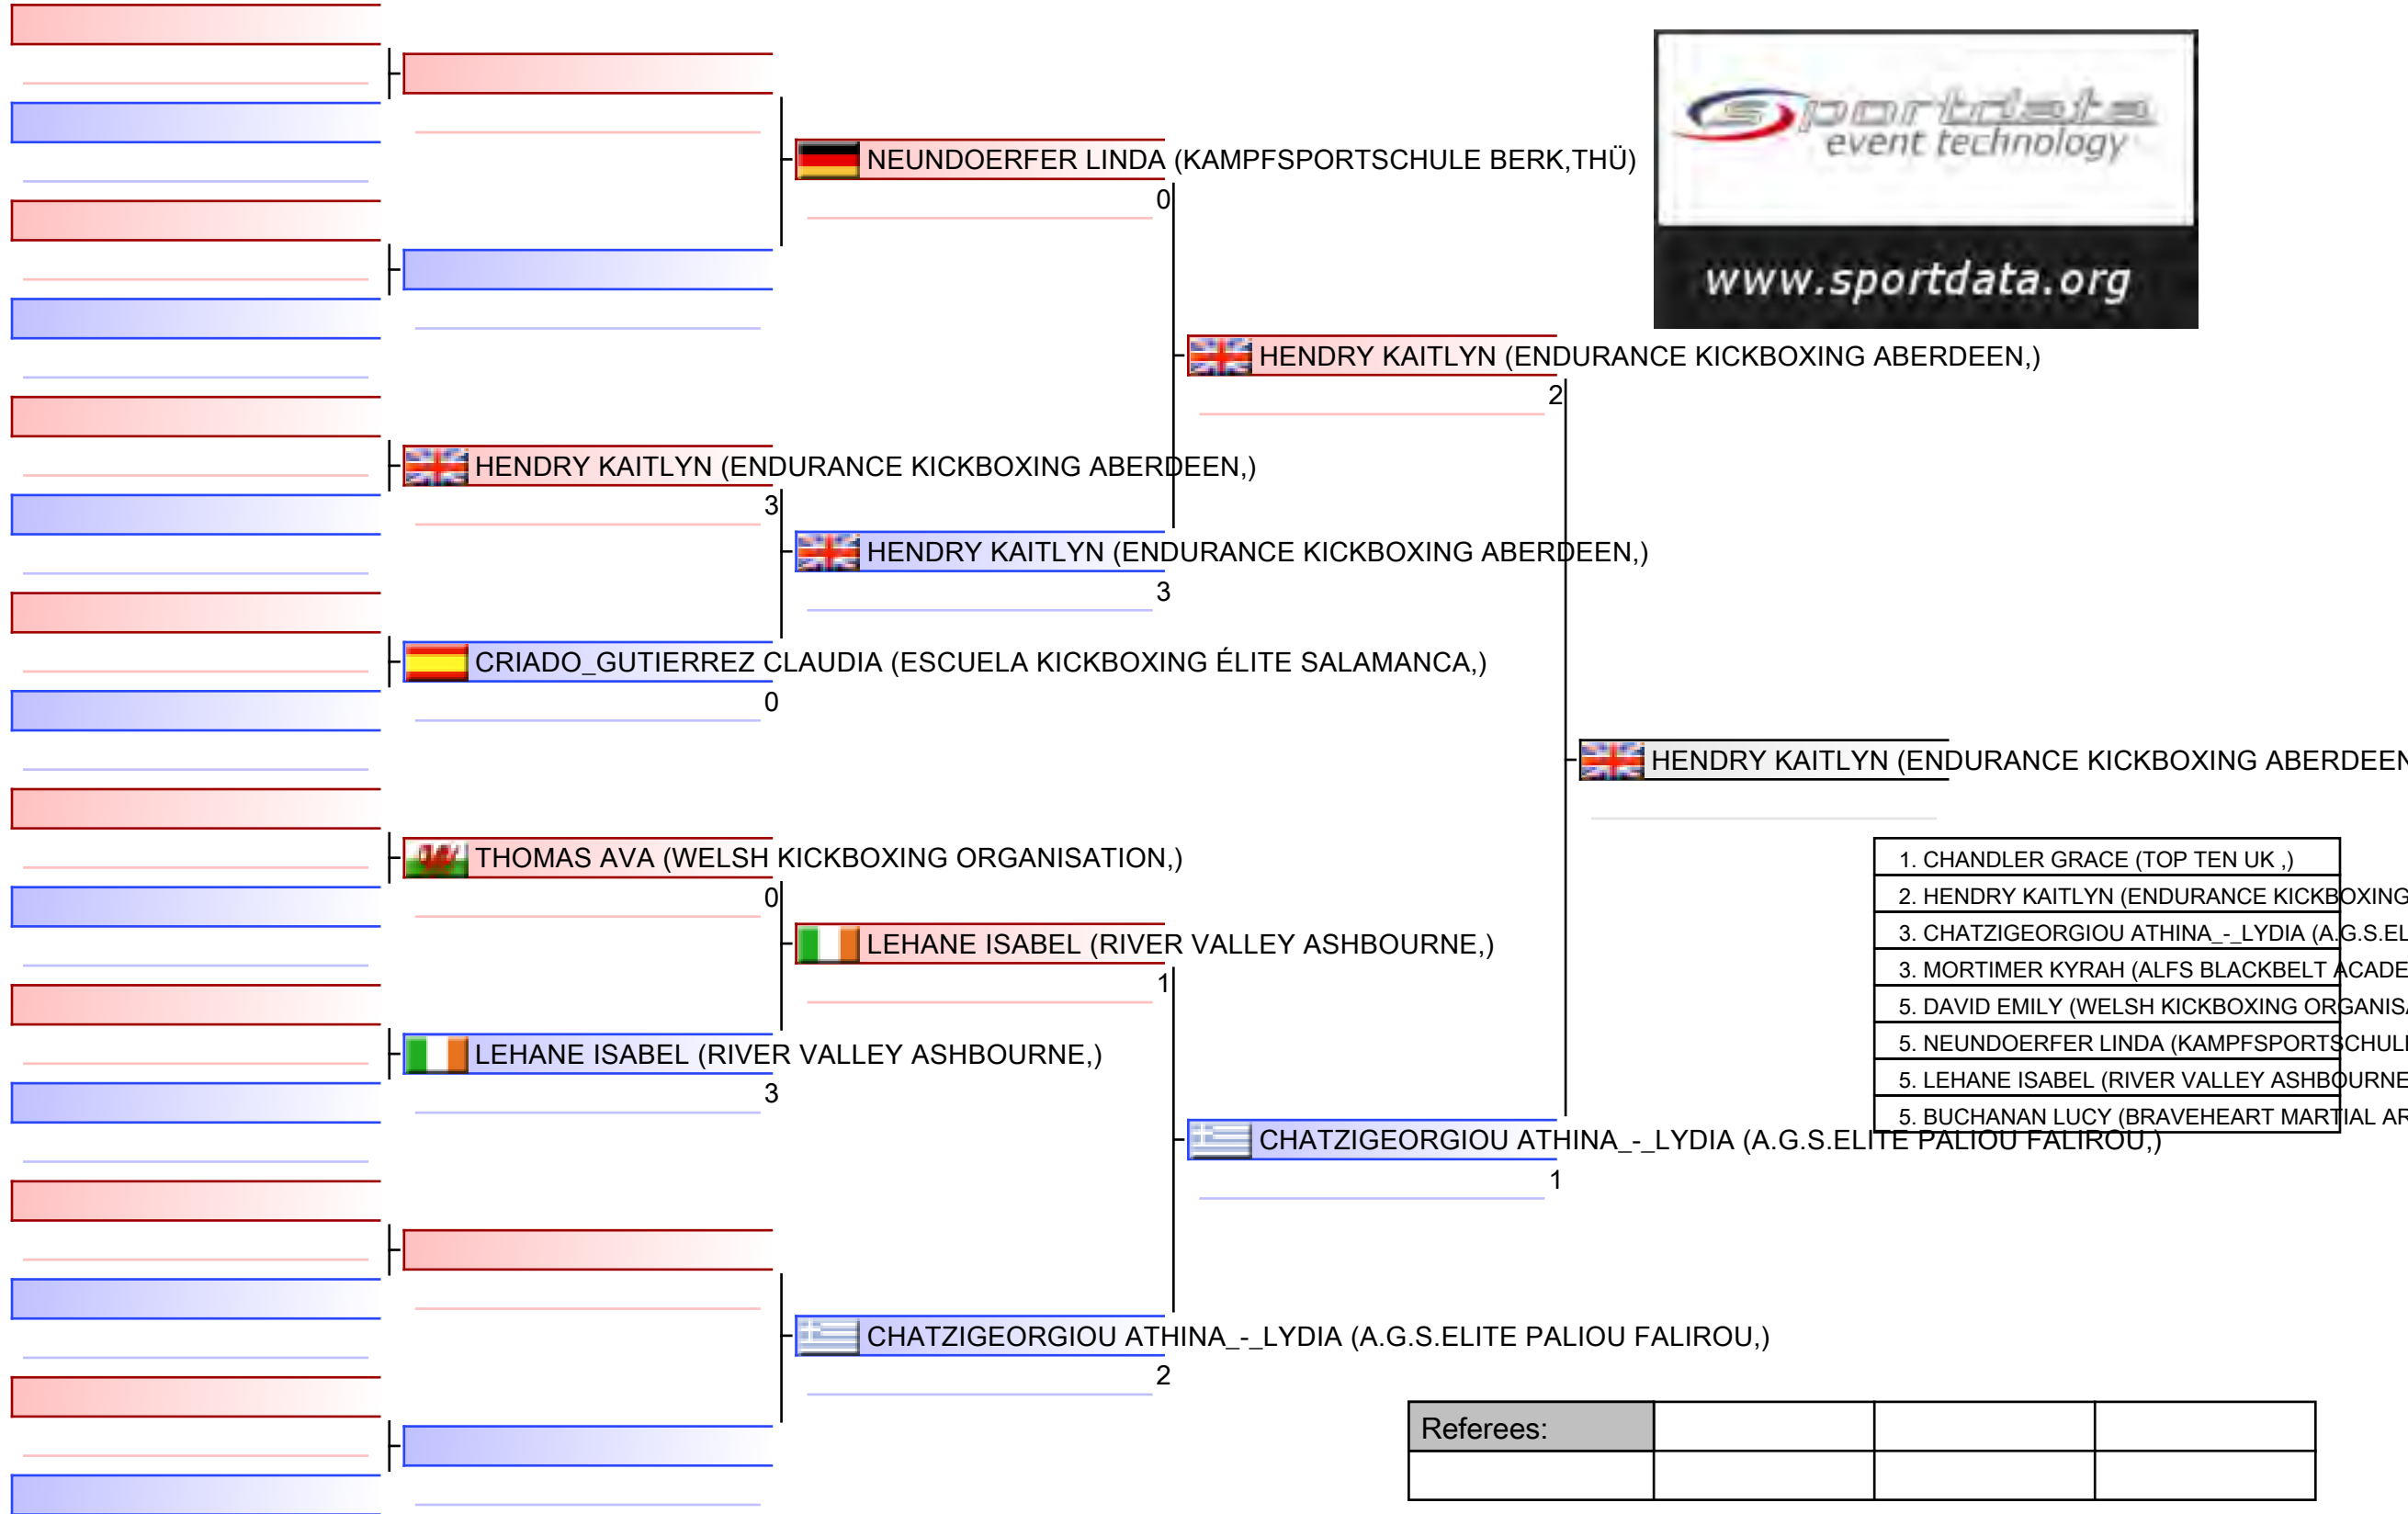 sportdata
event technology
www.sportdata.org
NEUNDOERFER LINDA (KAMPFSPORTSCHULE BERK,THÜ)
0
HENDRY KAITLYN (ENDURANCE KICKBOXING ABERDEEN,)
2
HENDRY KAITLYN (ENDURANCE KICKBOXING ABERDEEN,)
3
HENDRY KAITLYN (ENDURANCE KICKBOXING ABERDEEN,)
3
CRIADO_GUTIERREZ CLAUDIA (ESCUELA KICKBOXING ÉLITE SALAMANCA,)
0
HENDRY KAITLYN (ENDURANCE KICKBOXING ABERDEEN
THOMAS AVA (WELSH KICKBOXING ORGANISATION,)
0
LEHANE ISABEL (RIVER VALLEY ASHBOURNE,)
1
LEHANE ISABEL (RIVER VALLEY ASHBOURNE,)
3
1. CHANDLER GRACE (TOP TEN UK ,)
2. HENDRY KAITLYN (ENDURANCE KICKBOXING
3. CHATZIGEORGIOU ATHINA_-_LYDIA (A.G.S.EL
3. MORTIMER KYRAH (ALFS BLACKBELT ACADE
5. DAVID EMILY (WELSH KICKBOXING ORGANISA
5. NEUNDOERFER LINDA (KAMPFSPORTSCHULE
5. LEHANE ISABEL (RIVER VALLEY ASHBOURNE
5. BUCHANAN LUCY (BRAVEHEART MARTIAL AR
CHATZIGEORGIOU ATHINA_-_LYDIA (A.G.S.ELITE PALIOU FALIROU,)
1
CHATZIGEORGIOU ATHINA_-_LYDIA (A.G.S.ELITE PALIOU FALIROU,)
2
Referees: